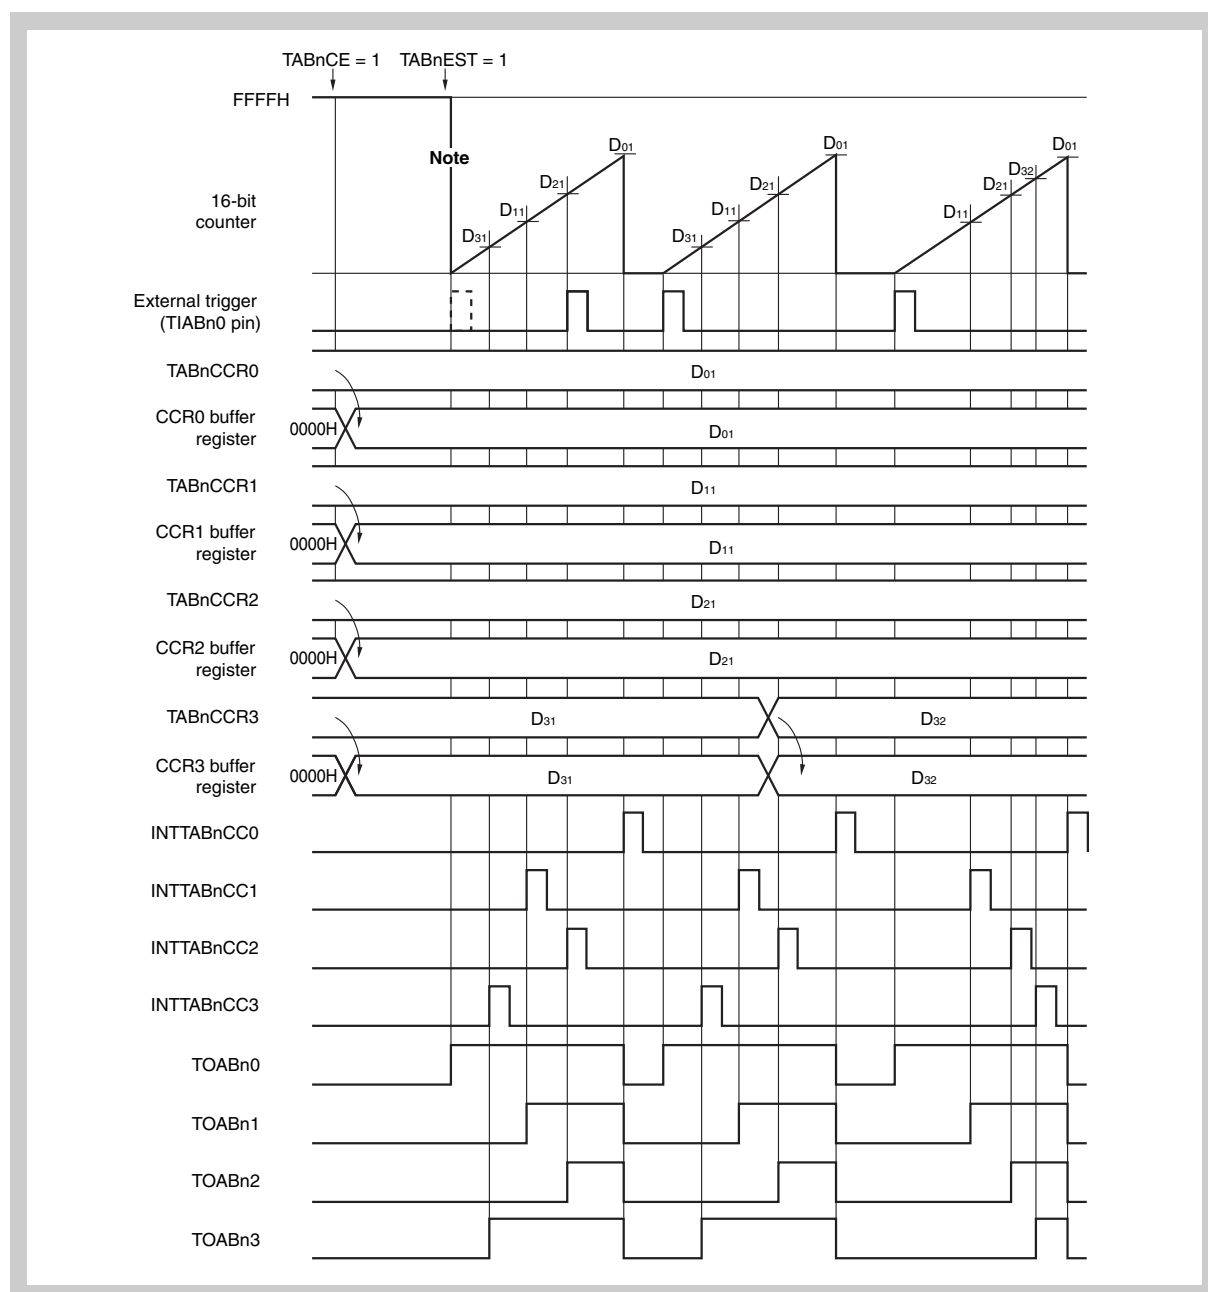 TABnCE = 1 TABnEST = 1
FFFFH
Note
D01
D01
D01
D21
D21
D32
D21
D11
D11
D11
D31
D31
16-bit
counter
External trigger
(TIABn0 pin)
TABnCCR0
D01
CCR0 buffer
register
0000H
D01
TABnCCR1
D11
CCR1 buffer
register
0000H
D11
TABnCCR2
D21
CCR2 buffer
register
0000H
D21
TABnCCR3
D31
D32
CCR3 buffer
register
0000H
D31
D32
INTTABnCC0
INTTABnCC1
INTTABnCC2
INTTABnCC3
TOABn0
TOABn1
TOABn2
TOABn3